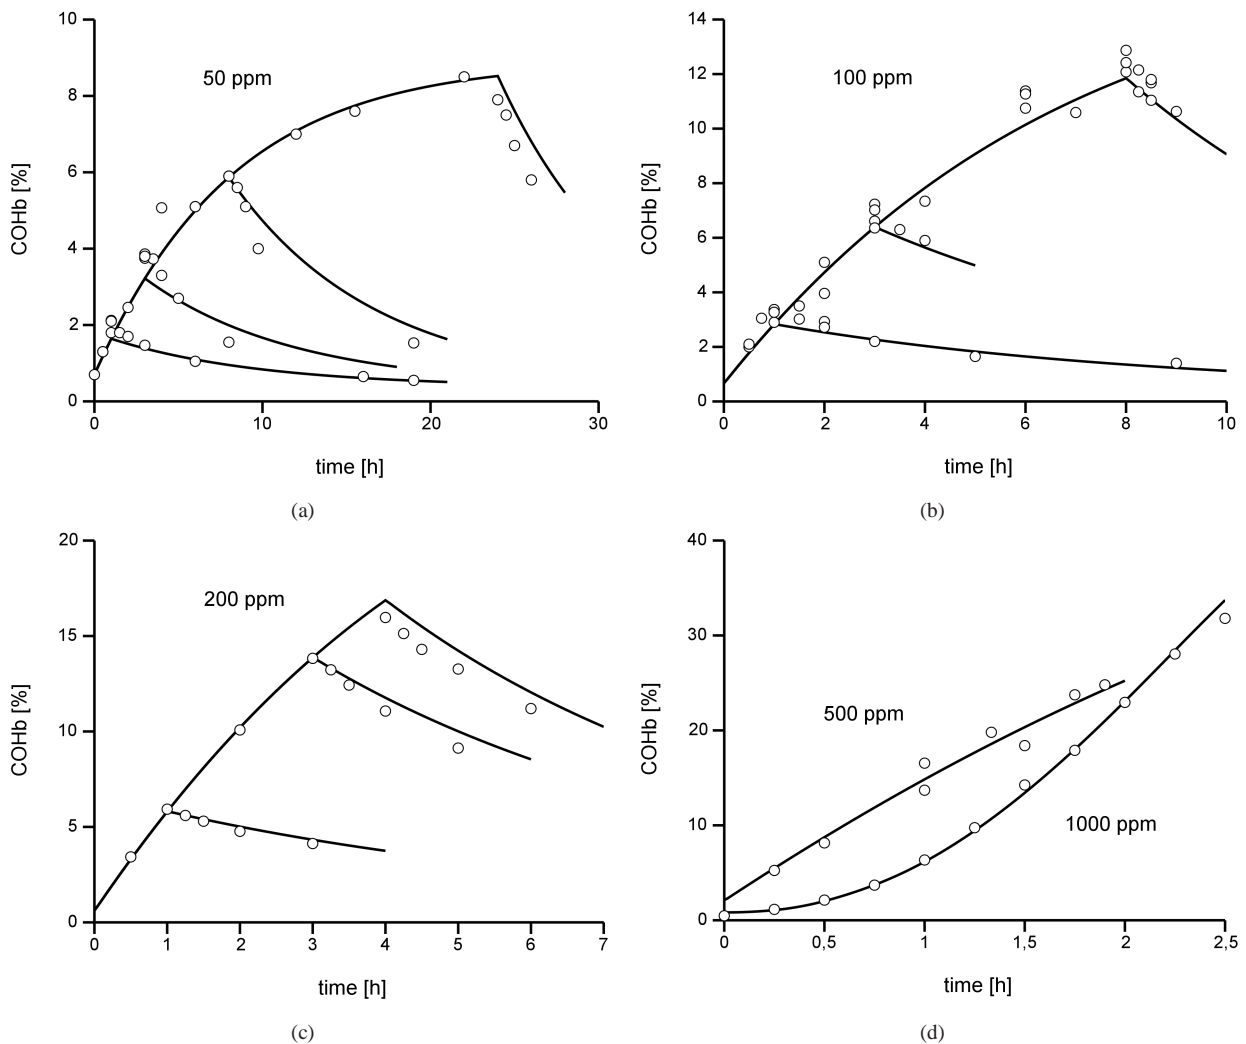 50 ppm
COHb [%]
10
8
6
4
2
0
0 10 20 30
time [h]
(a)
100 ppm
COHb [%]
14
12
10
8
6
4
2
0
0 2 4 6 8 10
time [h]
(b)
200 ppm
COHb [%]
20
15
10
5
0
0 1 2 3 4 5 6 7
time [h]
(c)
500 ppm
1000 ppm
COHb [%]
40
30
20
10
0
0 0,5 1 1,5 2 2,5
time [h]
(d)